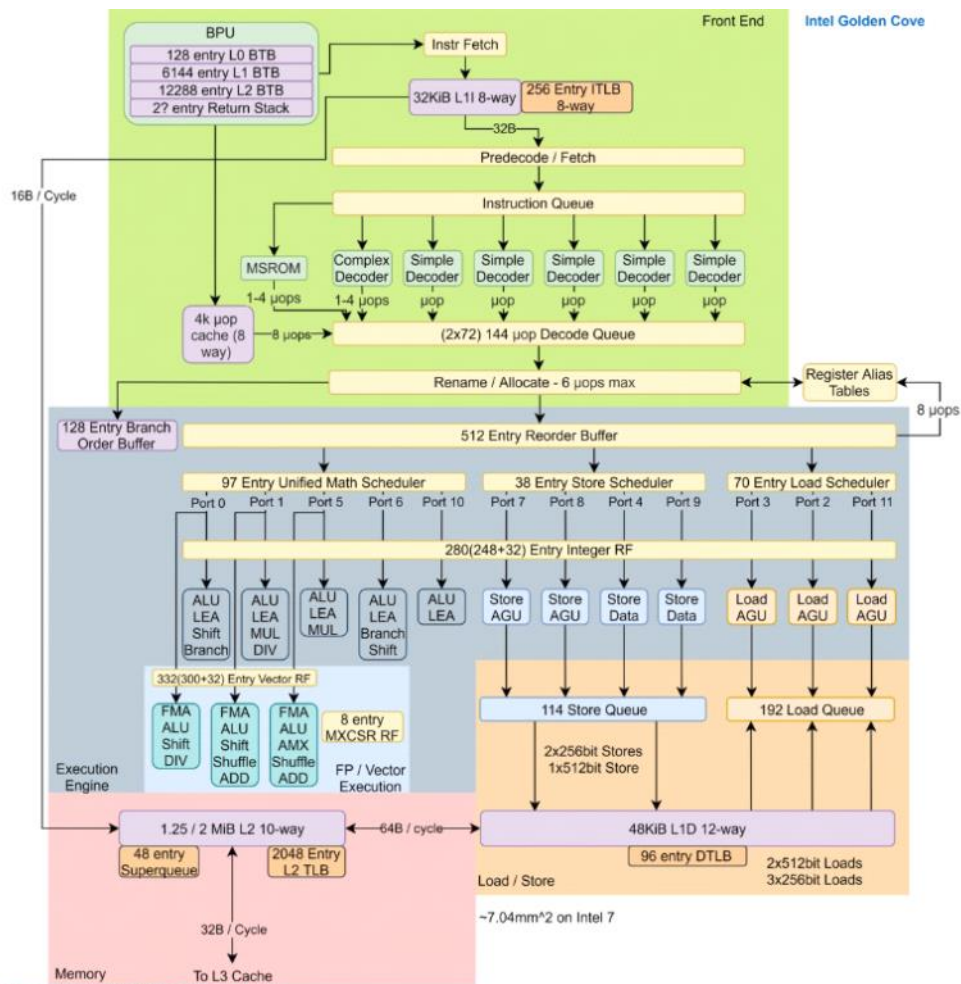 Front End
Intel Golden Cove
BPU
128 entry L0 BTB
6144 entry L1 BTB
12288 entry L2 BTB
2? entry Return Stack
Instr Fetch
32KiB L1I 8-way
256 Entry ITLB
8-way
32B
Predecode / Fetch
16B / Cycle
Instruction Queue
MSROM
Complex
Decoder
Simple
Decoder
Simple
Decoder
Simple
Decoder
Simple
Decoder
Simple
Decoder
1-4 µops
1-4 µops
µop
µop
µop
µop
µop
4k µop
cache (8
way)
8 µops
(2x72) 144 µop Decode Queue
Rename / Allocate - 6 µops max
Register Alias
Tables
8 µops
128 Entry Branch
Order Buffer
512 Entry Reorder Buffer
97 Entry Unified Math Scheduler
38 Entry Store Scheduler
70 Entry Load Scheduler
Port 0
Port 1
Port 5
Port 6
Port 10
Port 7
Port 8
Port 4
Port 9
Port 3
Port 2
Port 11
280(248+32) Entry Integer RF
ALU
LEA
Shift
Branch
ALU
LEA
MUL
DIV
ALU
LEA
MUL
ALU
LEA
Branch
Shift
ALU
LEA
Store
AGU
Store
AGU
Store
Data
Store
Data
Load
AGU
Load
AGU
Load
AGU
332(300+32) Entry Vector RF
FMA
ALU
Shift
DIV
FMA
ALU
Shift
Shuffle
ADD
FMA
ALU
AMX
Shuffle
ADD
8 entry
MXCSR RF
FP / Vector
Execution
Execution
Engine
114 Store Queue
192 Load Queue
2x256bit Stores
1x512bit Store
1.25 / 2 MiB L2 10-way
64B / cycle
48KiB L1D 12-way
48 entry
Superqueue
2048 Entry
L2 TLB
96 entry DTLB
2x512bit Loads
3x256bit Loads
Load / Store
~7.04mm^2 on Intel 7
32B / Cycle
To L3 Cache
Memory